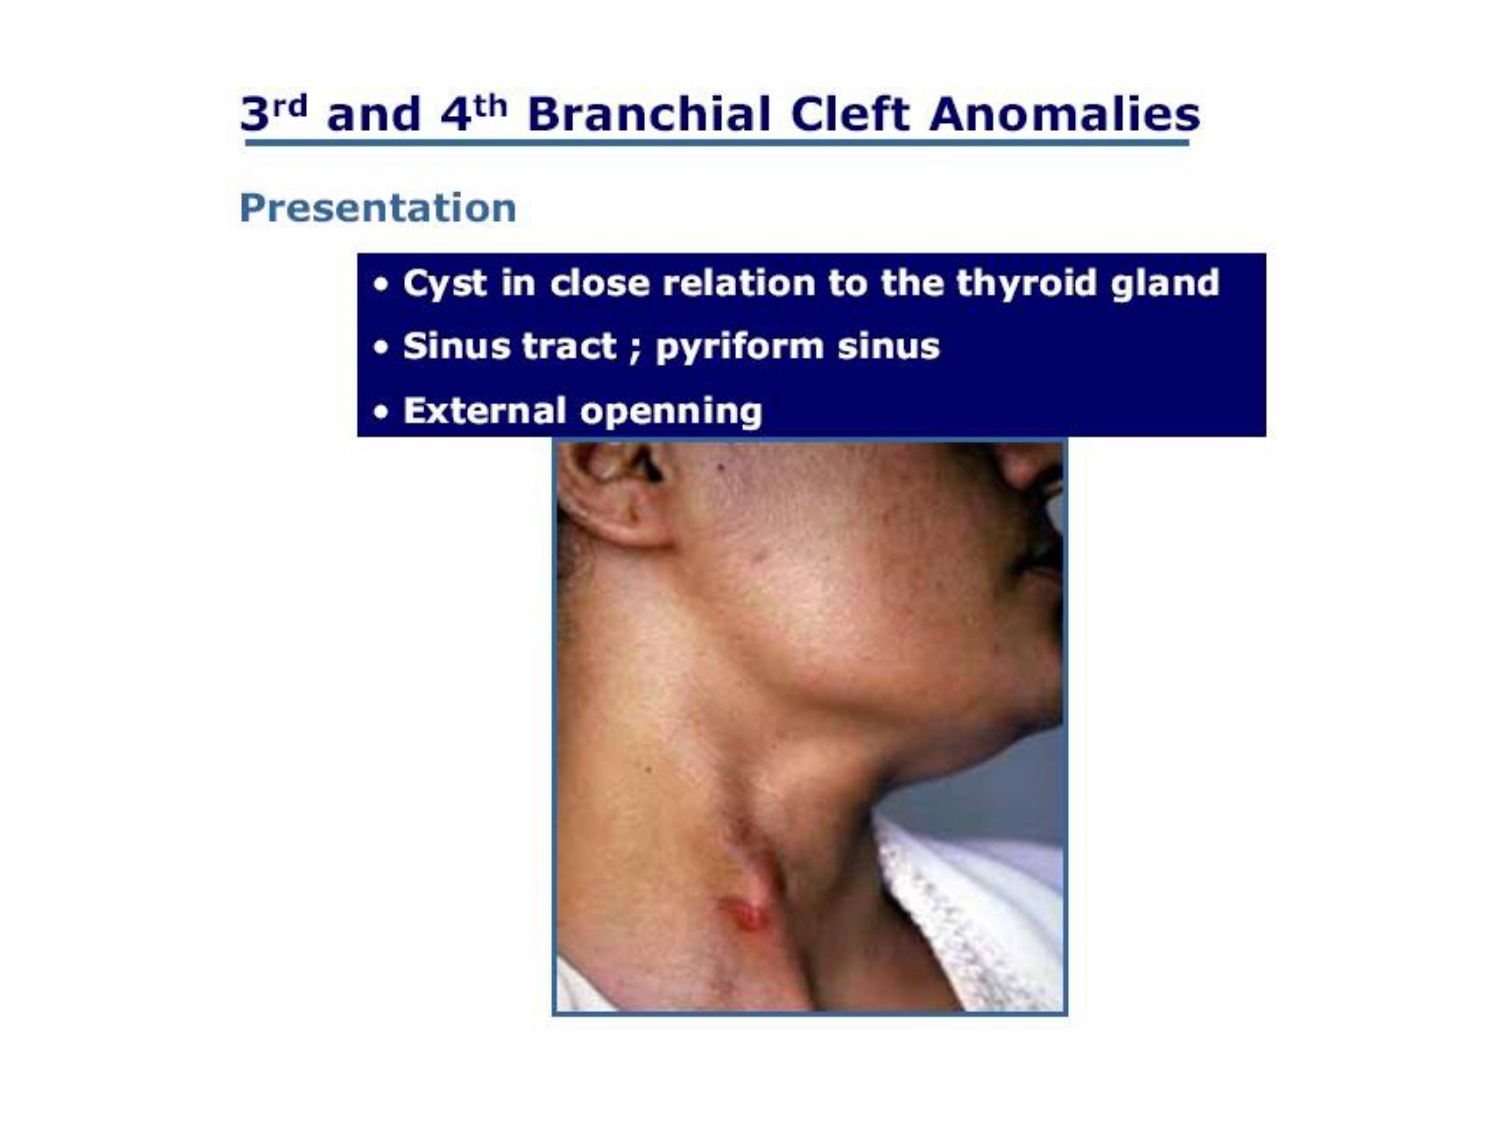 3rd and 4th Branchial Cleft Anomalies
Presentation
• Cyst in close relation to the thyroid gland
• Sinus tract ; pyriform sinus
• External openning